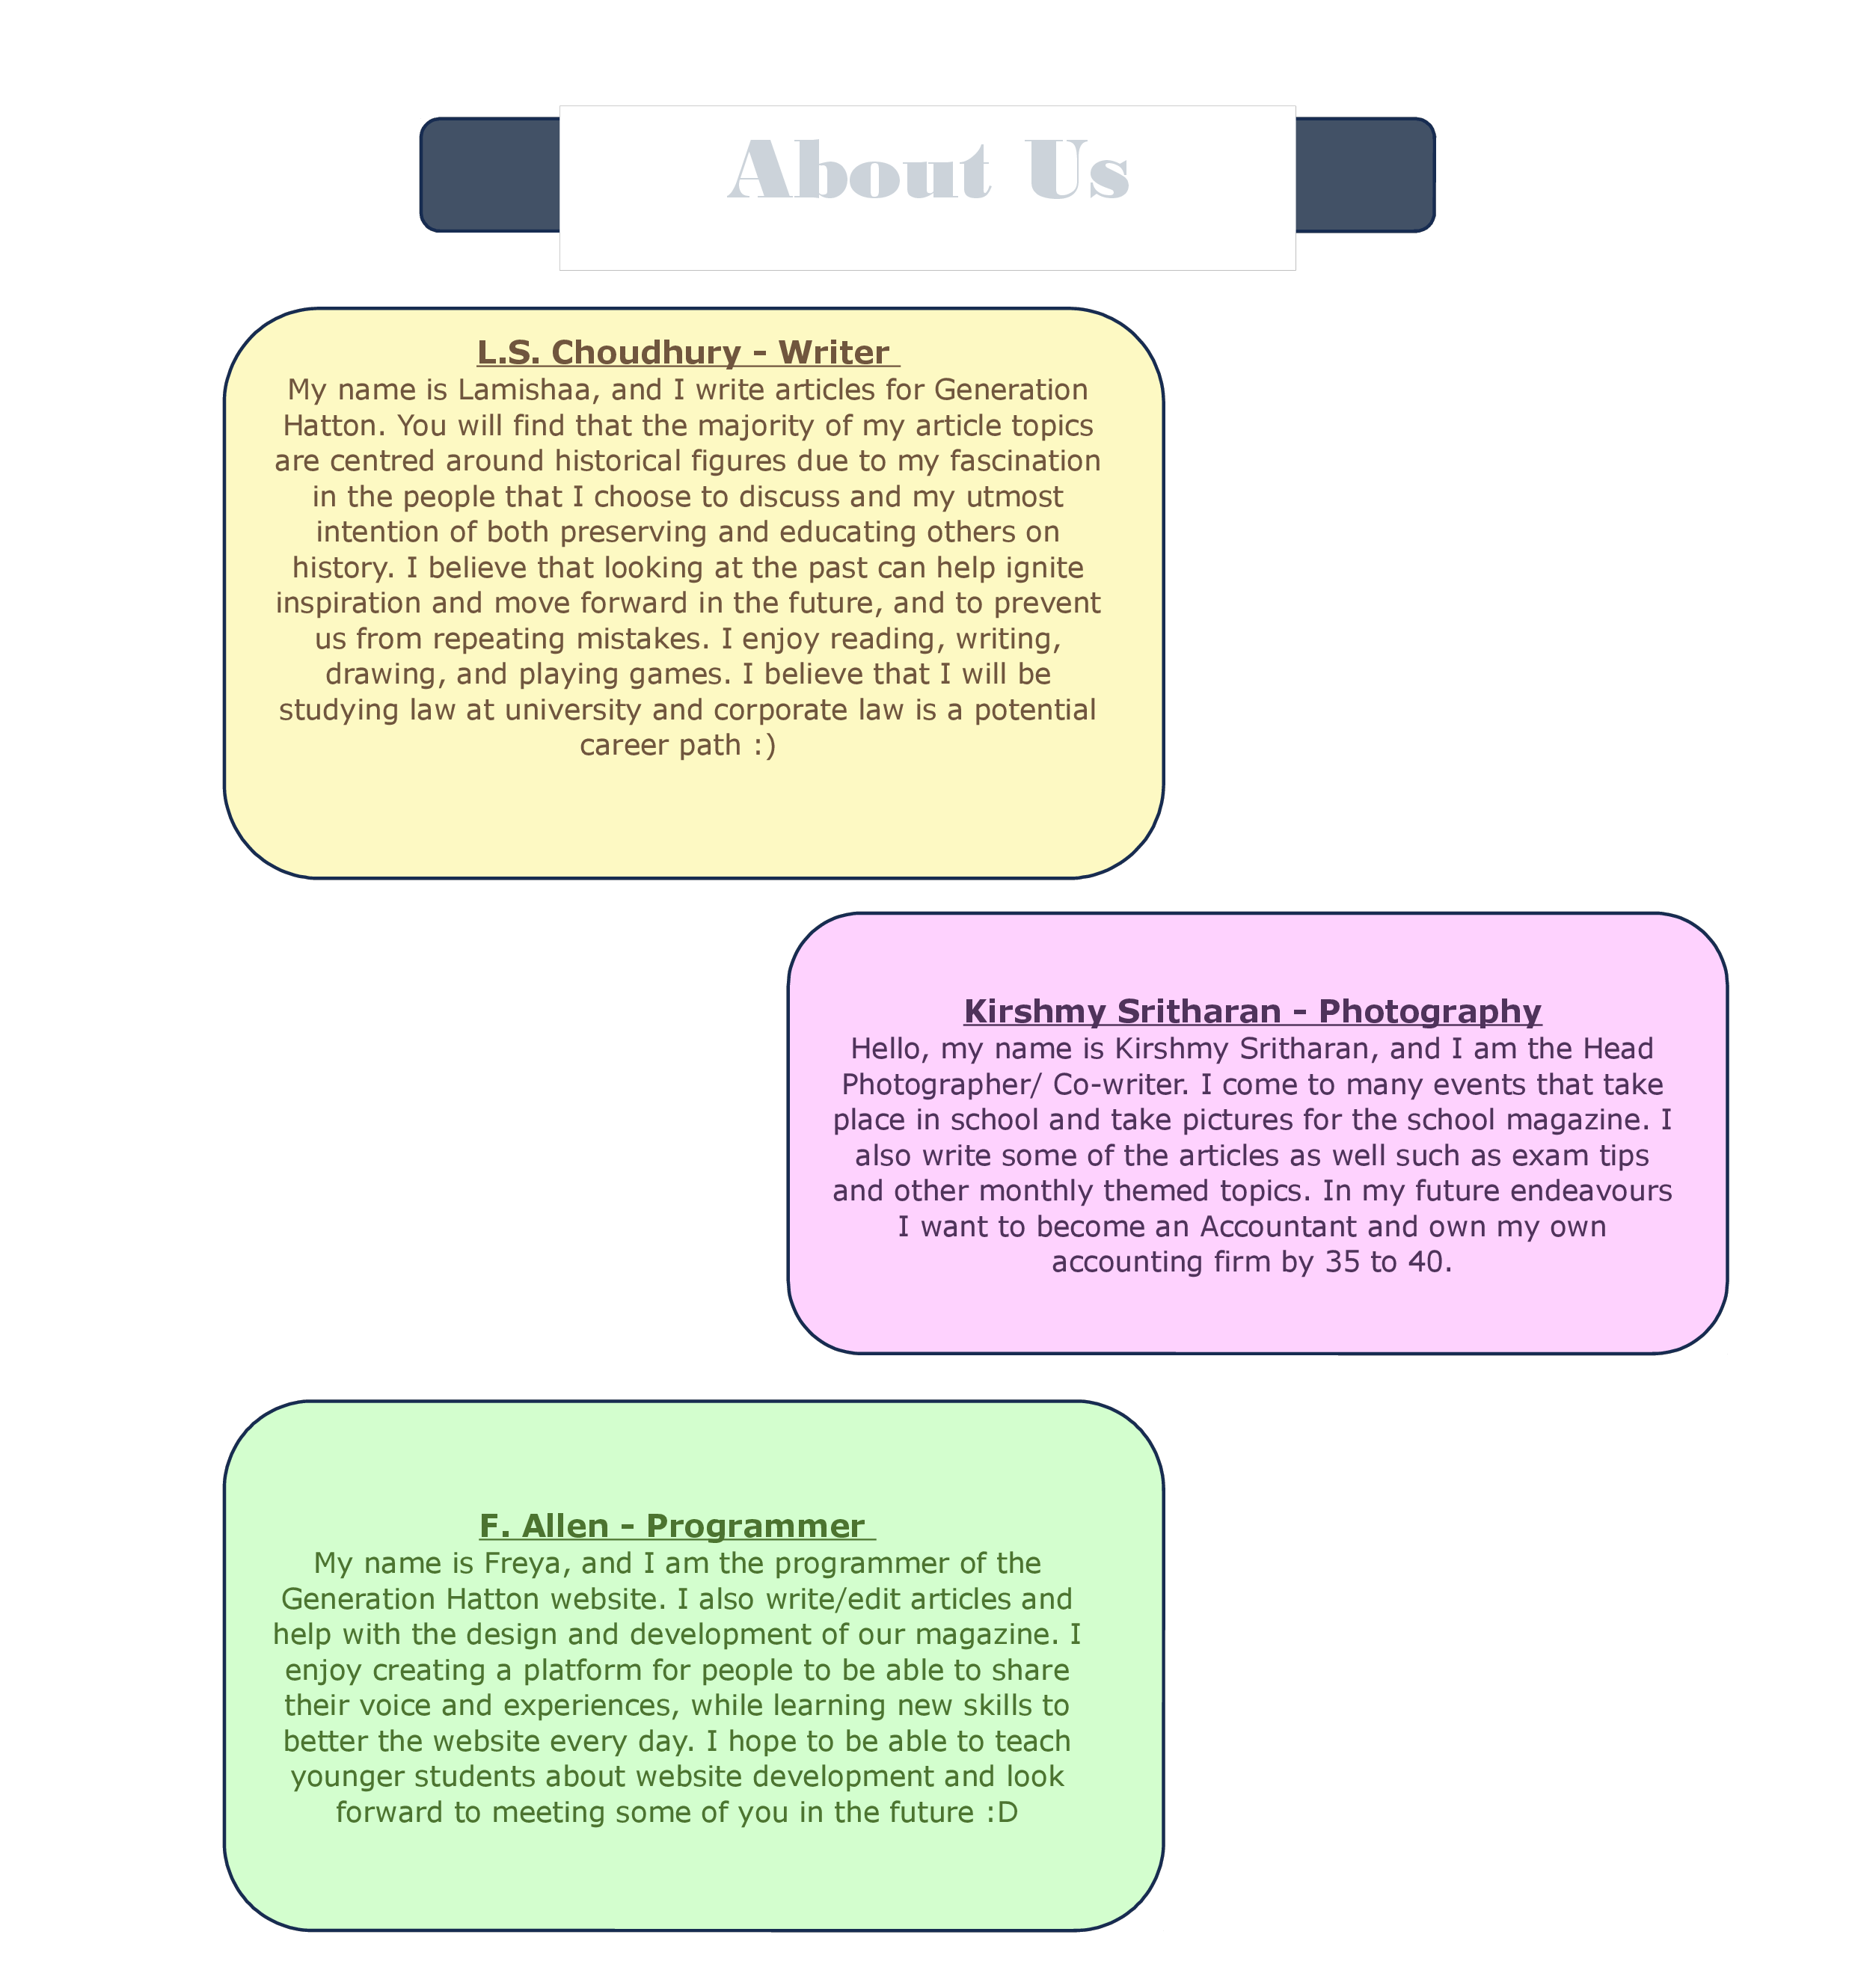 About Us
L.S. Choudhury - Writer
My name is Lamishaa, and I write articles for Generation
Hatton. You will find that the majority of my article topics
are centred around historical figures due to my fascination
in the people that I choose to discuss and my utmost
intention of both preserving and educating others on
history. I believe that looking at the past can help ignite
inspiration and move forward in the future, and to prevent
us from repeating mistakes. I enjoy reading, writing,
drawing, and playing games. I believe that I will be
studying law at university and corporate law is a potential
career path :)
Kirshmy Sritharan - Photography
Hello, my name is Kirshmy Sritharan, and I am the Head
Photographer/ Co-writer. I come to many events that take
place in school and take pictures for the school magazine. I
also write some of the articles as well such as exam tips
and other monthly themed topics. In my future endeavours
I want to become an Accountant and own my own
accounting firm by 35 to 40.
F. Allen - Programmer
My name is Freya, and I am the programmer of the
Generation Hatton website. I also write/edit articles and
help with the design and development of our magazine. I
enjoy creating a platform for people to be able to share
their voice and experiences, while learning new skills to
better the website every day. I hope to be able to teach
younger students about website development and look
forward to meeting some of you in the future :D